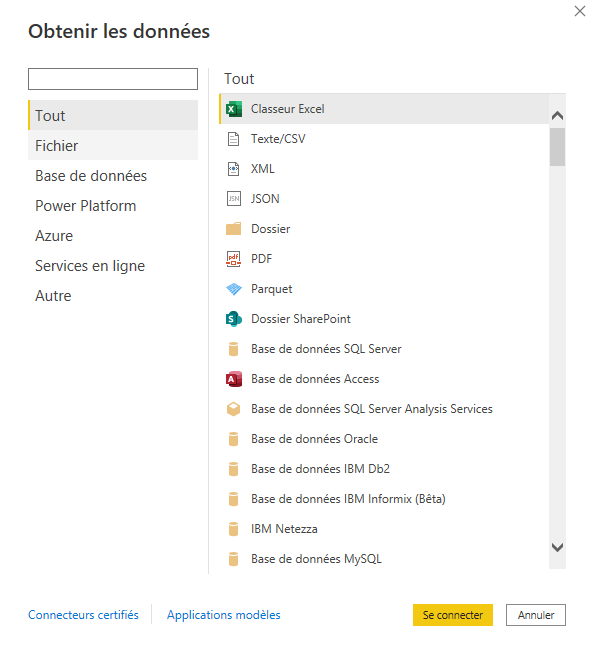 Obtenir les données
Tout
Fichier
Base de données
Power Platform
Azure
Services en ligne
Autre
Tout
Classeur Excel
Texte/CSV
XML
JSON
Dossier
PDF
Parquet
Dossier SharePoint
Base de données SQL Server
Base de données Access
Base de données SQL Server Analysis Services
Base de données Oracle
Base de données IBM Db2
Base de données IBM Informix (Bêta)
IBM Netezza
Base de données MySQL
Connecteurs certifiés
Applications modèles
Se connecter
Annuler